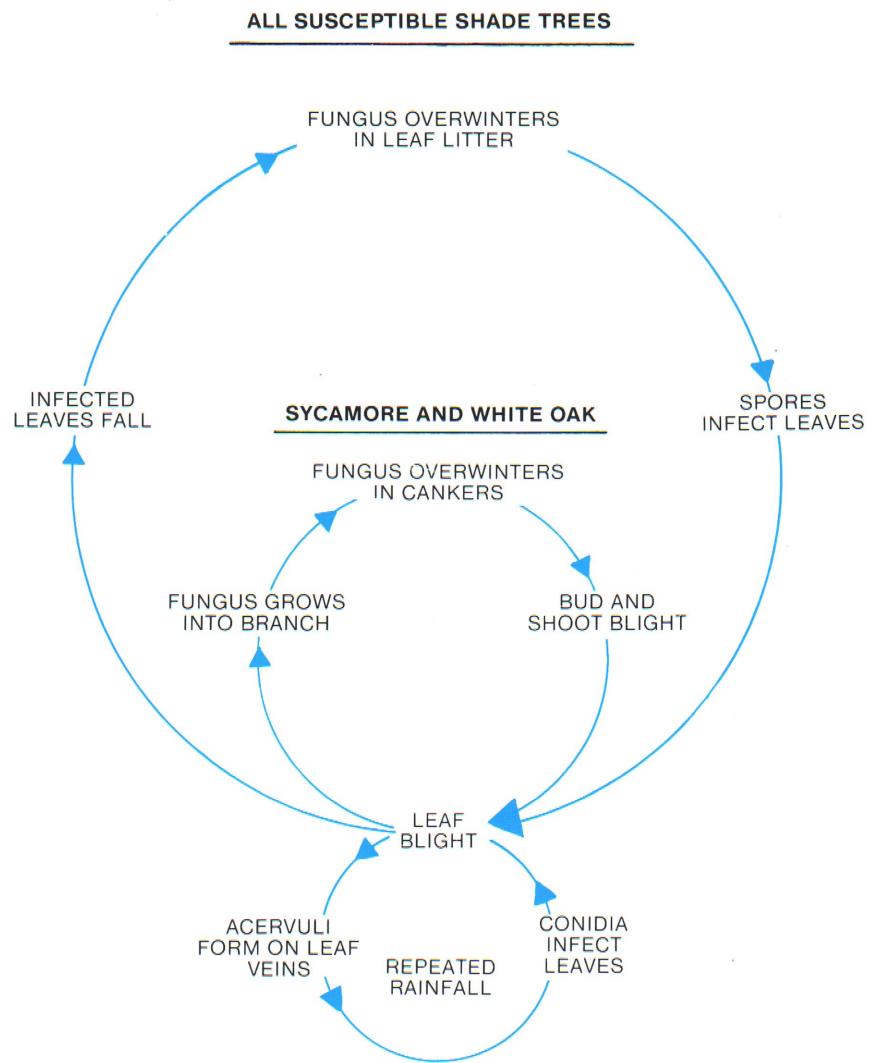 ALL SUSCEPTIBLE SHADE TREES
FUNGUS OVERWINTERS
IN LEAF LITTER
INFECTED
LEAVES FALL
SPORES
INFECT LEAVES
SYCAMORE AND WHITE OAK
FUNGUS OVERWINTERS
IN CANKERS
FUNGUS GROWS
INTO BRANCH
BUD AND
SHOOT BLIGHT
LEAF
BLIGHT
ACERVULI
FORM ON LEAF
VEINS
REPEATED
RAINFALL
CONIDIA
INFECT
LEAVES